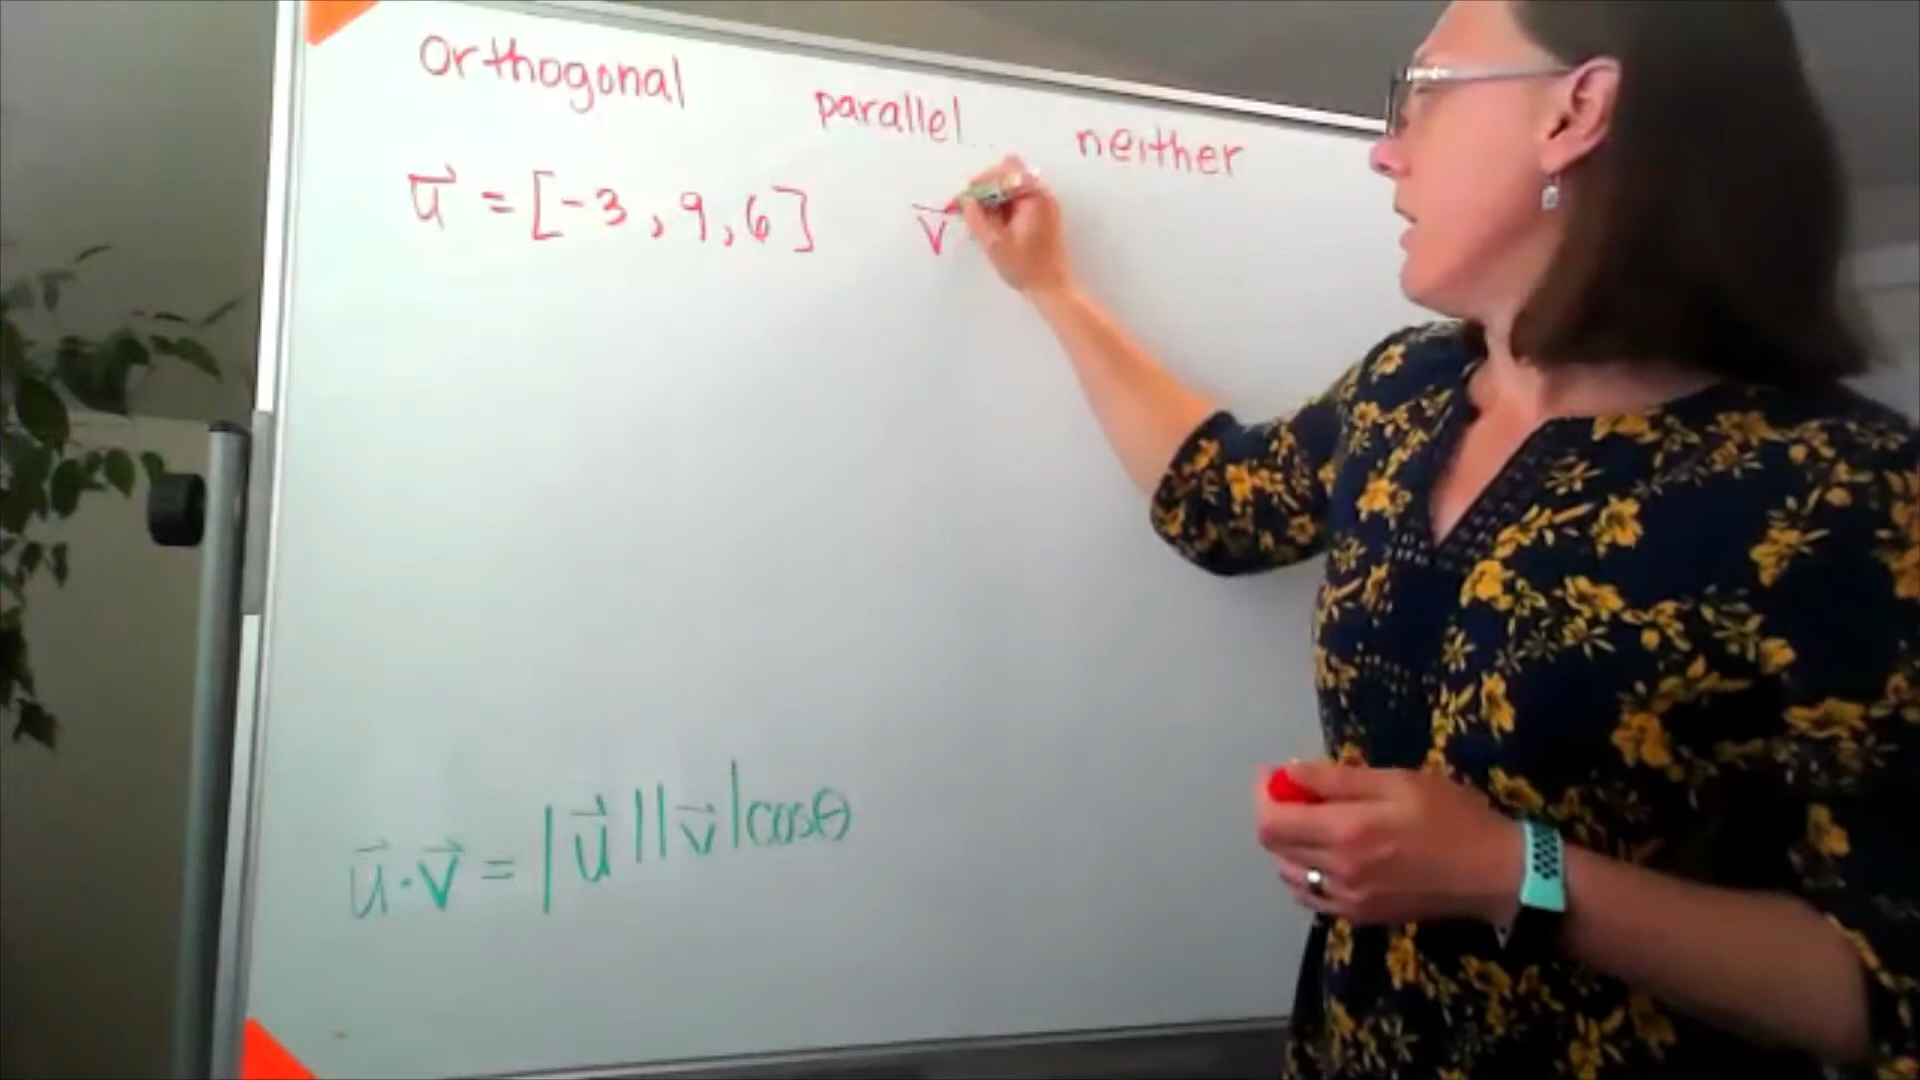 orthogonal parallel neither
u⃗ = [-3, 9, 6] v⃗
u⃗ · v⃗ = |u⃗||v⃗|cosθ